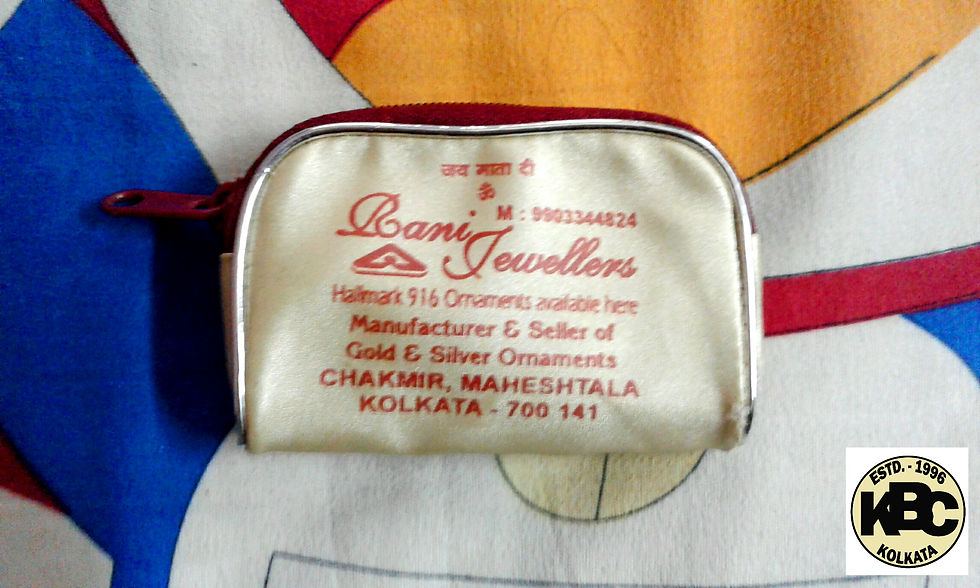 जय माता दी
ॐ
M : 9903344824
Rani
Jewellers
Hallmark 916 Ornaments available here
Manufacturer & Seller of
Gold & Silver Ornaments
CHAKMIR, MAHESHTALA
KOLKATA - 700 141
ESTD. - 1996
KBC
KOLKATA